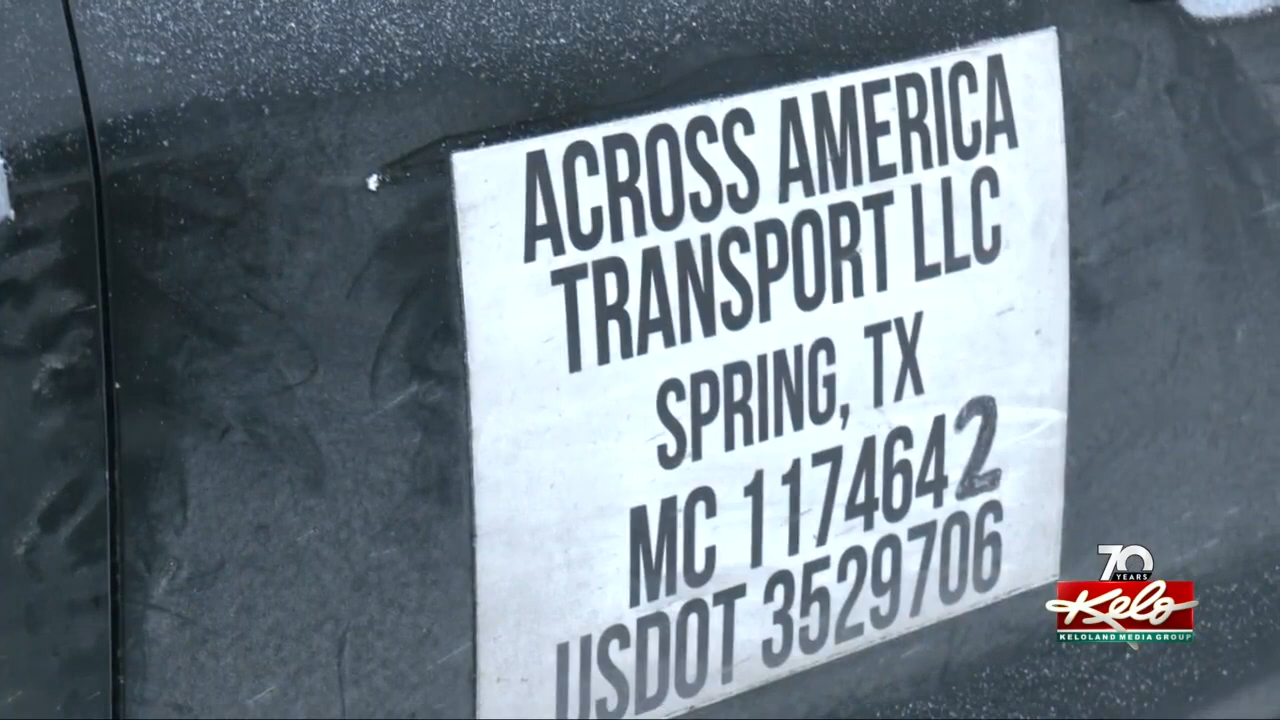 ACROSS AMERICA
TRANSPORT LLC
SPRING, TX
MC 1174642
USDOT 3529706
70
YEARS
Kelo
KELOLAND MEDIA GROUP